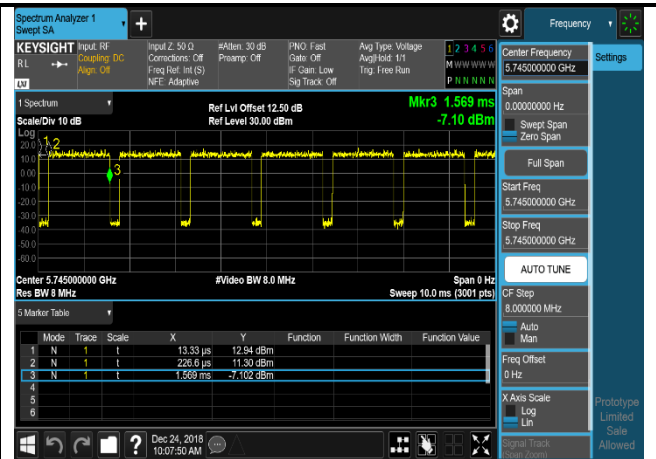 Spectrum Analyzer 1
Swept SA
Frequency
KEYSIGHT
Input: RF
Coupling: DC
Align: Off
Input Z: 50 Ω
Corrections: Off
Freq Ref: Int (S)
NFE: Adaptive
#Atten: 30 dB
Preamp: Off
PNO: Fast
Gate: Off
IF Gain: Low
Sig Track: Off
Avg Type: Voltage
Avg|Hold: 1/1
Trig: Free Run
1 2 3 4 5 6
M W W W W W
P N N N N N
RL
LXI
1 Spectrum
Scale/Div 10 dB
Ref Lvl Offset 12.50 dB
Ref Level 30.00 dBm
Mkr3 1.569 ms
-7.10 dBm
Log
20.0
10.0
0.00
-10.0
-20.0
-30.0
-40.0
-50.0
-60.0
1
2
3
Center 5.745000000 GHz
Res BW 8 MHz
#Video BW 8.0 MHz
Span 0 Hz
Sweep 10.0 ms (3001 pts)
5 Marker Table
Mode Trace Scale X Y Function Function Width Function Value
1 N 1 t 13.33 µs 12.94 dBm
2 N 1 t 226.6 µs 11.30 dBm
3 N 1 t 1.569 ms -7.102 dBm
4
5
6
Dec 24, 2018
10:07:50 AM
Center Frequency
5.745000000 GHz
Settings
Span
0.00000000 Hz
Swept Span
Zero Span
Full Span
Start Freq
5.745000000 GHz
Stop Freq
5.745000000 GHz
AUTO TUNE
CF Step
8.000000 MHz
Auto
Man
Freq Offset
0 Hz
X Axis Scale
Log
Lin
Signal Track
(Span Zoom)
Prototype
Limited
Sale
Allowed